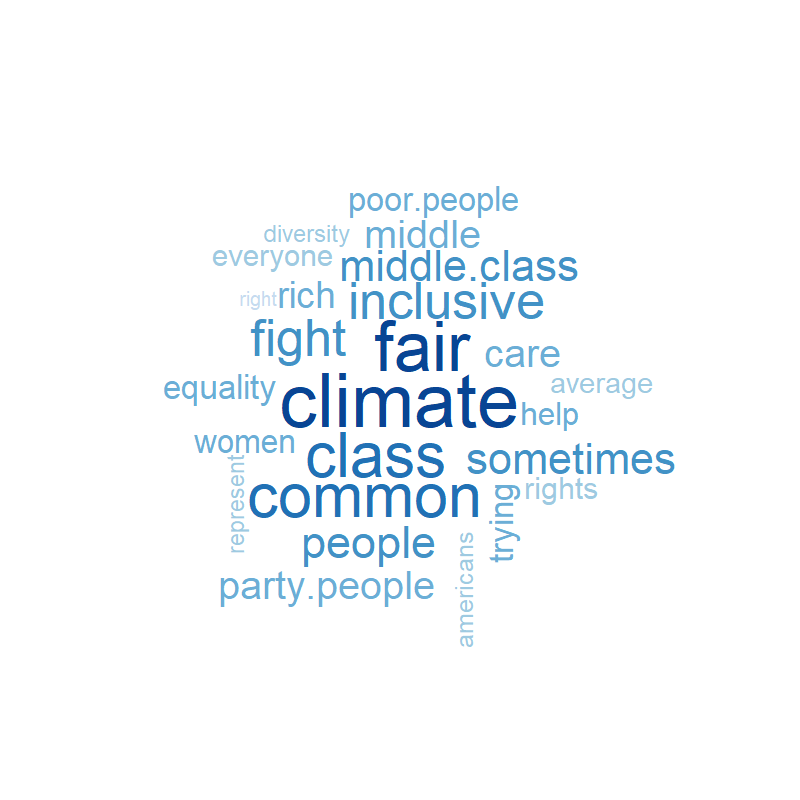 poor.people
diversity
middle
everyone
middle.class
right
rich
inclusive
fight
fair
care
equality
climate
average
help
women
class
sometimes
represent
common
trying
rights
people
americans
party.people